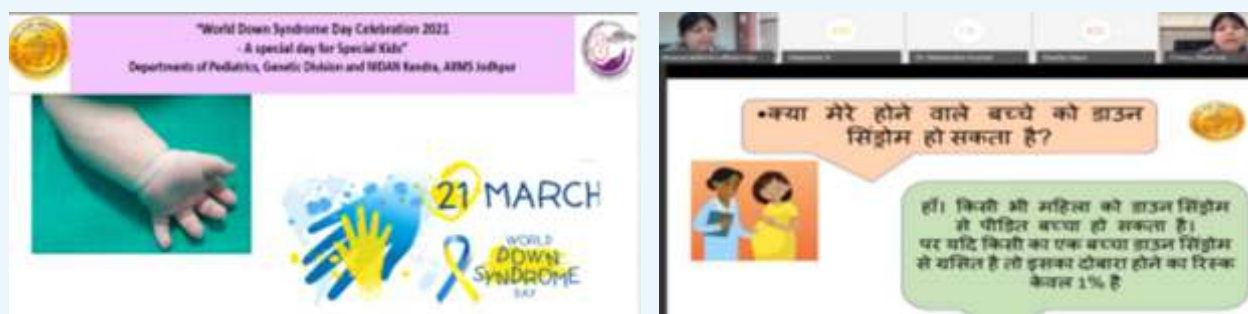 "World Down Syndrome Day Celebration 2021
- A special day for Special Kids"
Departments of Pediatrics, Genetic Division and NIDAN Kendra, AIIMS Jodhpur
21 MARCH
WORLD
DOWN
SYNDROME
DAY
•क्या मेरे होने वाले बच्चे को डाउन
सिंड्रोम हो सकता है?
हाँ। किसी भी महिला को डाउन सिंड्रोम
से पीडित बच्चा हो सकता है।
पर यदि किसी का एक बच्चा डाउन सिंड्रोम
से ग्रसित है तो इसका दोबारा होने का रिस्क
केवल 1% है